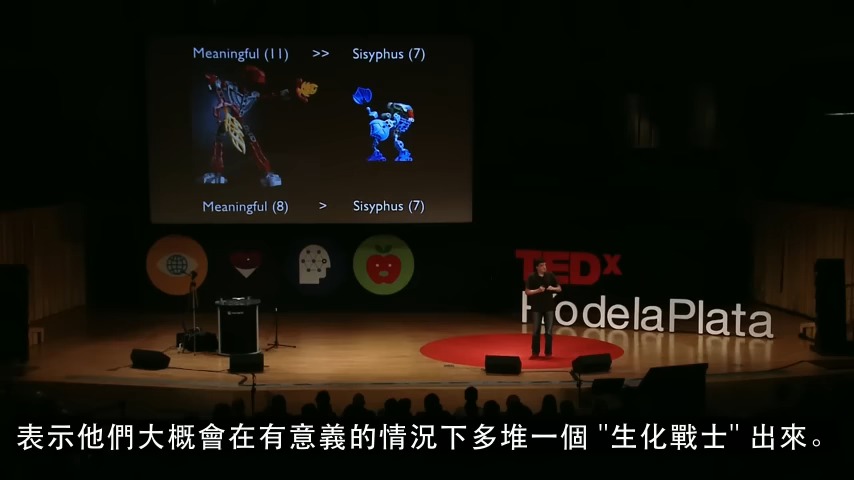 Meaningful (11) >> Sisyphus (7)
Meaningful (8) > Sisyphus (7)
TEDx
RiodelaPlata
表示他們大概會在有意義的情況下多堆一個 "生化戰士" 出來。